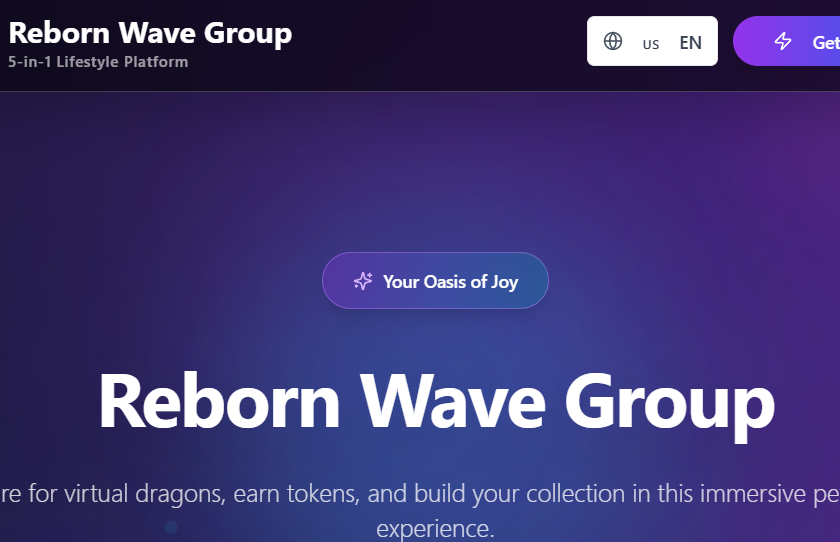 Reborn Wave Group
5-in-1 Lifestyle Platform
us EN
Get
Your Oasis of Joy
Reborn Wave Group
re for virtual dragons, earn tokens, and build your collection in this immersive pe
experience.